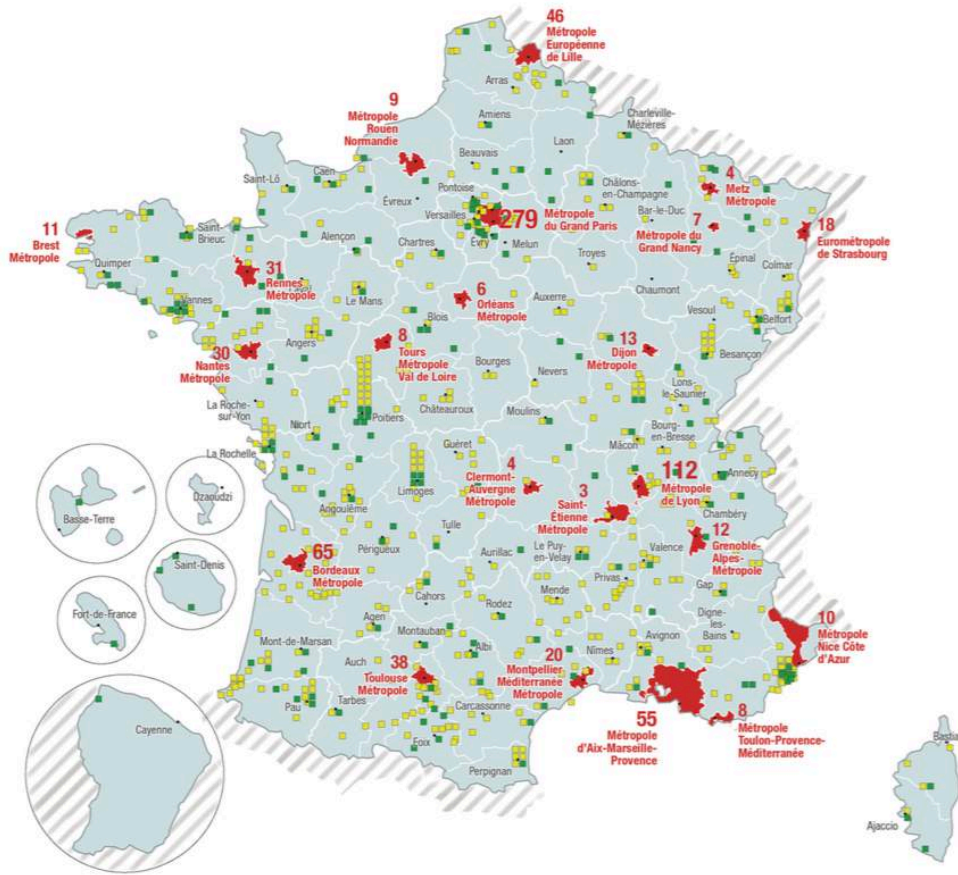 46
Métropole
Européenne
de Lille
Arras
9
Métropole
Rouen
Normandie
Amiens
Charleville-
Mézières
Laon
Beauvais
Saint-Lô
Caen
Évreux
Pontoise
Versailles
279
Métropole
du Grand Paris
Évry
Melun
Châlons-
en-Champagne
Bar-le-Duc
4
Metz
Métropole
7
Métropole du
Grand Nancy
18
Eurométropole
de Strasbourg
11
Brest
Métropole
Saint-
Brieuc
Quimper
Vannes
31
Rennes
Métropole
Alençon
Chartres
Le Mans
Troyes
Chaumont
Épinal
Colmar
6
Orléans
Métropole
Blois
Auxerre
Vesoul
Belfort
Besançon
30
Nantes
Métropole
Angers
8
Tours
Métropole
Val de Loire
Bourges
Nevers
13
Dijon
Métropole
Lons-
le-Saunier
La Roche-
sur-Yon
Niort
Poitiers
Châteauroux
Moulins
Mâcon
Bourg-
en-Bresse
La Rochelle
Guéret
Limoges
4
Clermont-
Auvergne
Métropole
3
Saint-
Étienne
Métropole
112
Métropole
de Lyon
Annecy
Chambéry
Angoulême
Basse-Terre
Dzaoudzi
Saint-Denis
Fort-de-France
Périgueux
Tulle
Aurillac
Le Puy-
en-Velay
Valence
12
Grenoble-
Alpes-
Métropole
65
Bordeaux
Métropole
Cahors
Rodez
Mende
Privas
Gap
Digne-
les-
Bains
10
Métropole
Nice Côte
d'Azur
Mont-de-Marsan
Agen
Montauban
Albi
Nîmes
Avignon
Auch
38
Toulouse
Métropole
20
Montpellier-
Méditerranée
Métropole
Pau
Tarbes
Foix
Carcassonne
Perpignan
55
Métropole
d'Aix-Marseille-
Provence
8
Métropole
Toulon-Provence-
Méditerranée
Cayenne
Bastia
Ajaccio